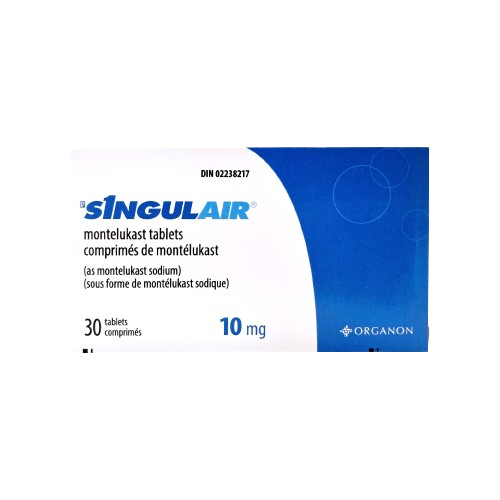 DIN 02238217
SINGULAIR®
montelukast tablets
comprimés de montélukast
(as montelukast sodium)
(sous forme de montélukast sodique)
30 tablets
comprimés
10 mg
ORGANON